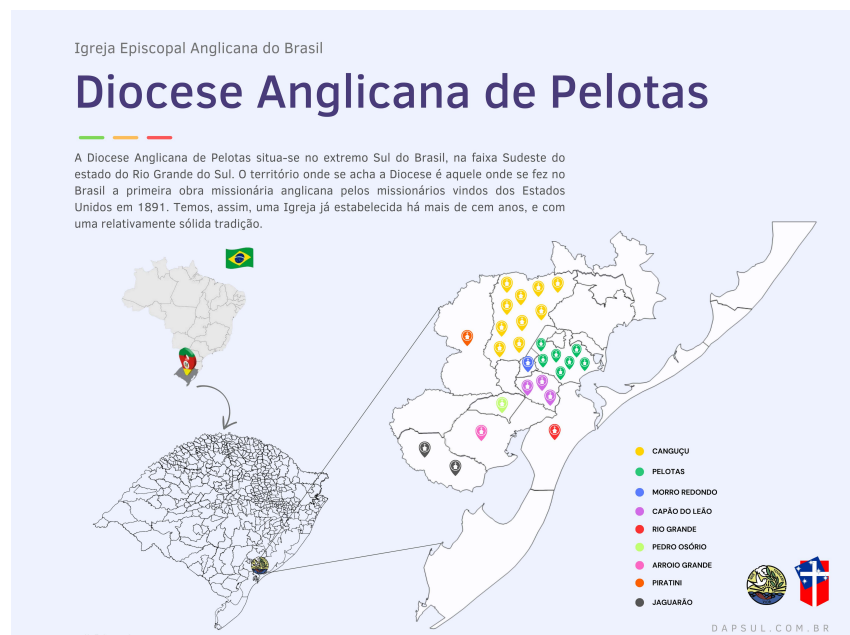 Igreja Episcopal Anglicana do Brasil
Diocese Anglicana de Pelotas
A Diocese Anglicana de Pelotas situa-se no extremo Sul do Brasil, na faixa Sudeste do
estado do Rio Grande do Sul. O território onde se acha a Diocese é aquele onde se fez no
Brasil a primeira obra missionária anglicana pelos missionários vindos dos Estados
Unidos em 1891. Temos, assim, uma Igreja já estabelecida há mais de cem anos, e com
uma relativamente sólida tradição.
CANGUÇU
PELOTAS
MORRO REDONDO
CAPÃO DO LEÃO
RIO GRANDE
PEDRO OSÓRIO
ARROIO GRANDE
PIRATINI
JAGUARÃO
DAPSUL.COM.BR